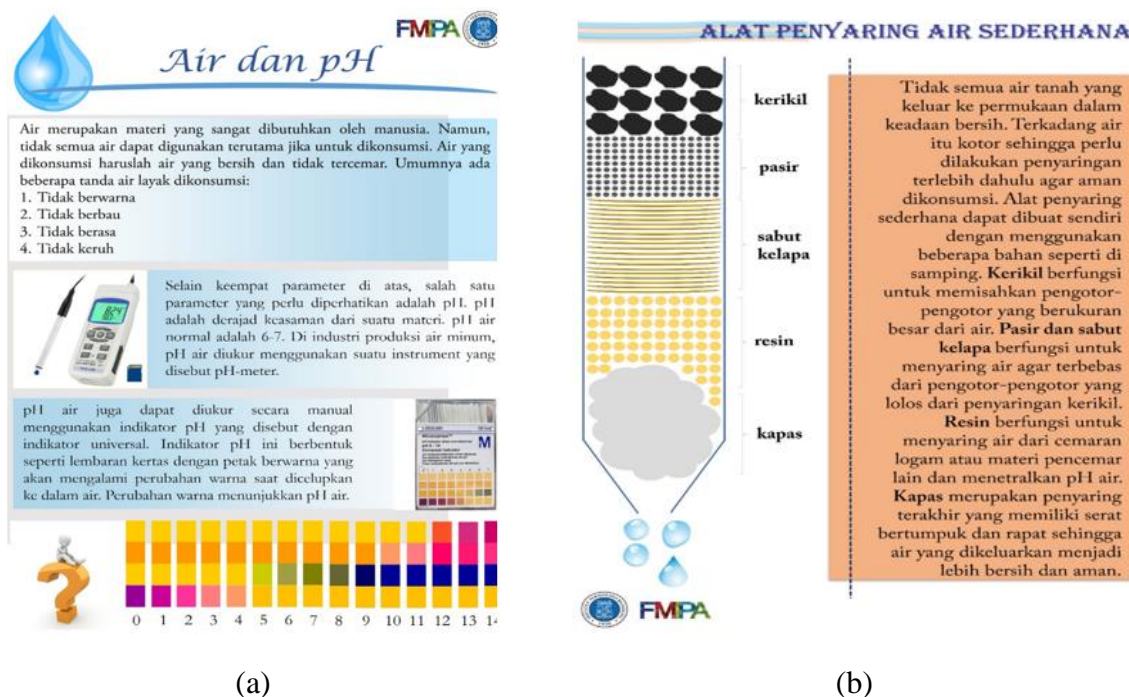 FMIPA
Air dan pH
Air merupakan materi yang sangat dibutuhkan oleh manusia. Namun,
tidak semua air dapat digunakan terutama jika untuk dikonsumsi. Air yang
dikonsumsi haruslah air yang bersih dan tidak tercemar. Umumnya ada
beberapa tanda air layak dikonsumsi:
1. Tidak berwarna
2. Tidak berbau
3. Tidak berasa
4. Tidak keruh
Selain keempat parameter di atas, salah satu
parameter yang perlu diperhatikan adalah pH. pH
adalah derajad keasaman dari suatu materi. pH air
normal adalah 6-7. Di industri produksi air minum,
pH air diukur menggunakan suatu instrument yang
disebut pH-meter.
pH air juga dapat diukur secara manual
menggunakan indikator pH yang disebut dengan
indikator universal. Indikator pH ini berbentuk
seperti lembaran kertas dengan petak berwarna yang
akan mengalami perubahan warna saat dicelupkan
ke dalam air. Perubahan warna menunjukkan pH air.
M
0 1 2 3 4 5 6 7 8 9 10 11 12 13 14
(a)
ALAT PENYARING AIR SEDERHANA
kerikil
pasir
sabut
kelapa
resin
kapas
Tidak semua air tanah yang
keluar ke permukaan dalam
keadaan bersih. Terkadang air
itu kotor sehingga perlu
dilakukan penyaringan
terlebih dahulu agar aman
dikonsumsi. Alat penyaring
sederhana dapat dibuat sendiri
dengan menggunakan
beberapa bahan seperti di
samping. Kerikil berfungsi
untuk memisahkan pengotor-
pengotor yang berukuran
besar dari air. Pasir dan sabut
kelapa berfungsi untuk
menyaring air agar terbebas
dari pengotor-pengotor yang
lolos dari penyaringan kerikil.
Resin berfungsi untuk
menyaring air dari cemaran
logam atau materi pencemar
lain dan menetralkan pH air.
Kapas merupakan penyaring
terakhir yang memiliki serat
bertumpuk dan rapat sehingga
air yang dikeluarkan menjadi
lebih bersih dan aman.
FMIPA
(b)